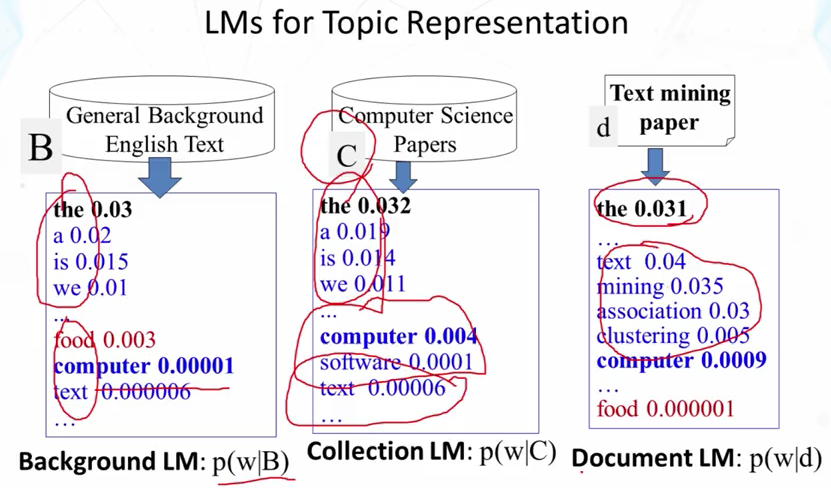 LMs for Topic Representation
B
General Background
English Text
the 0.03
a 0.02
is 0.015
we 0.01
...
food 0.003
computer 0.00001
text 0.000006
...
Background LM: p(w|B)
C
Computer Science
Papers
the 0.032
a 0.019
is 0.014
we 0.011
...
computer 0.004
software 0.0001
text 0.00006
...
Collection LM: p(w|C)
d
Text mining
paper
the 0.031
...
text 0.04
mining 0.035
association 0.03
clustering 0.005
computer 0.0009
...
food 0.000001
Document LM: p(w|d)